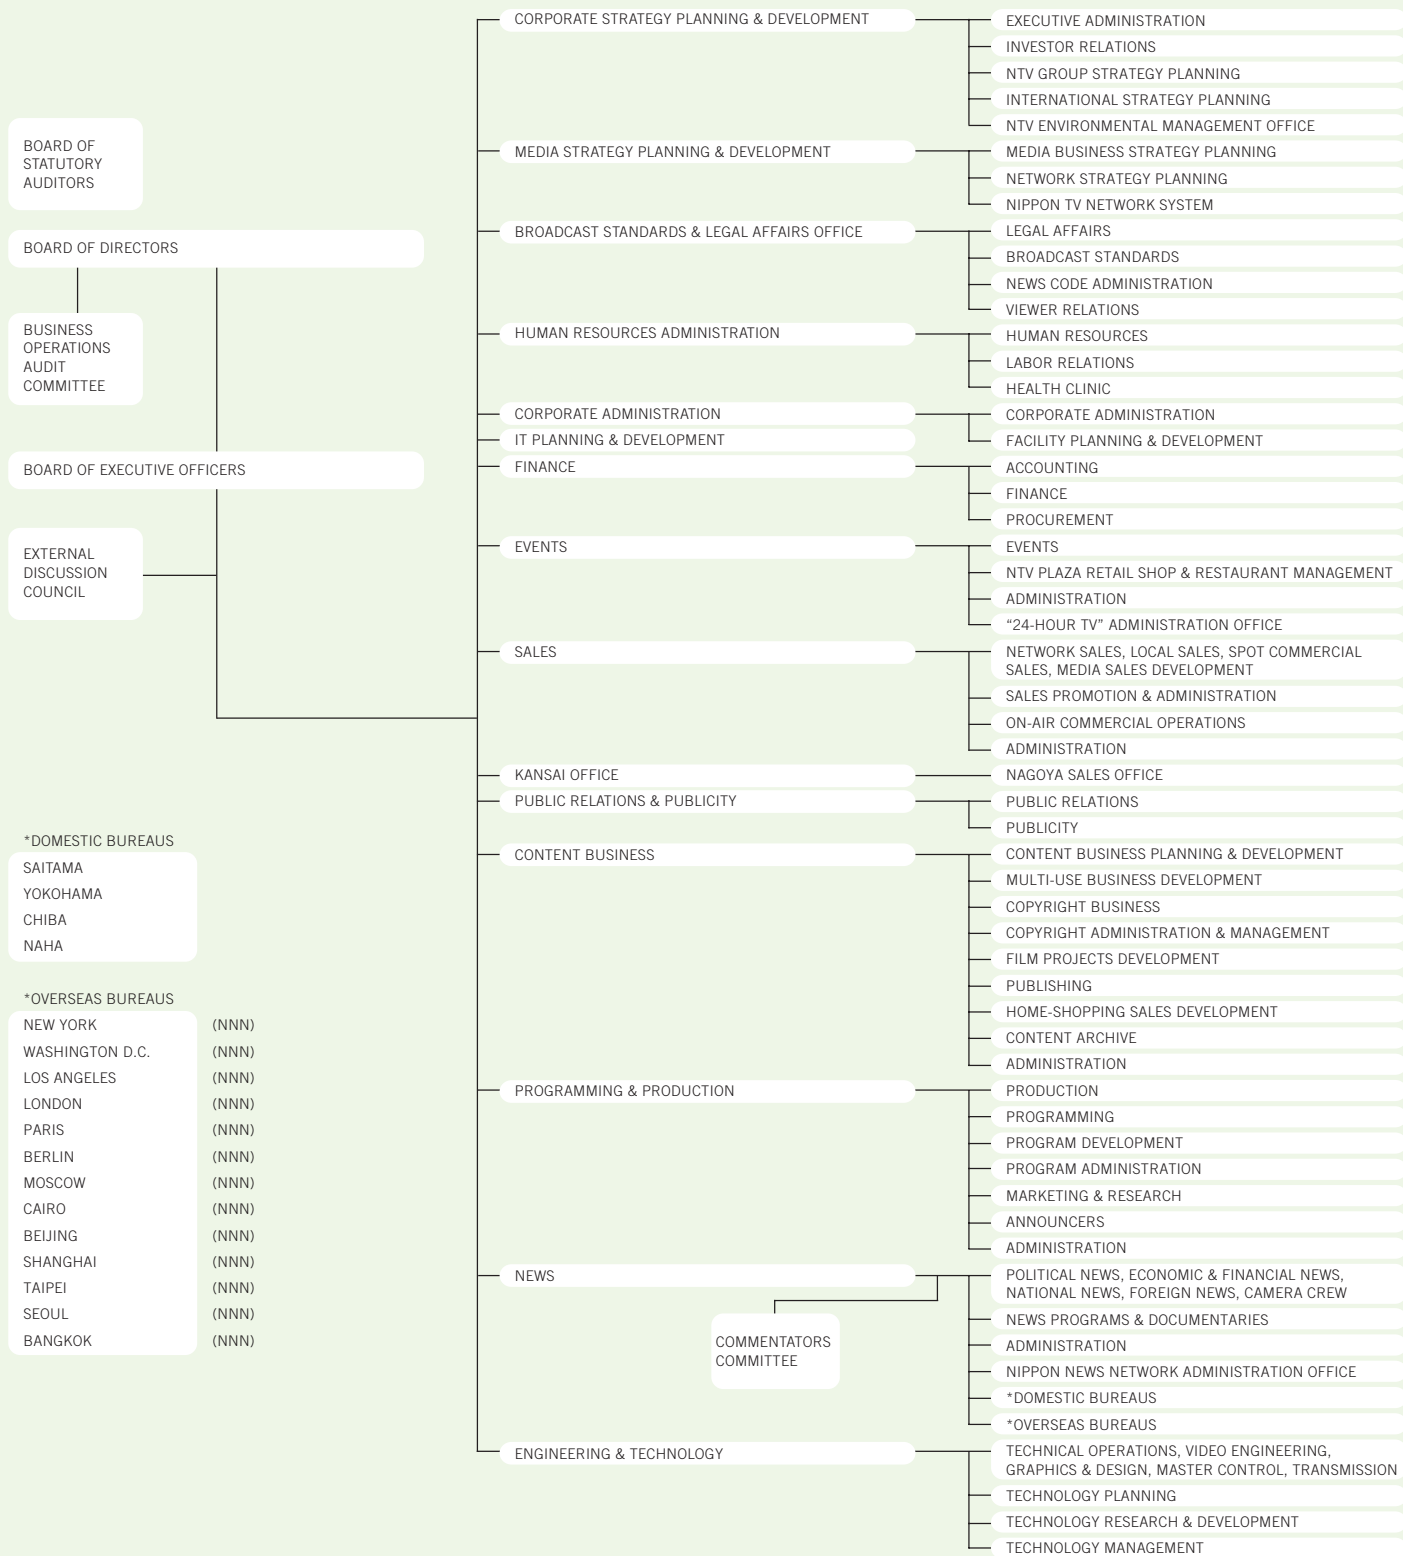 BOARD OF
STATUTORY
AUDITORS
BOARD OF DIRECTORS
BUSINESS
OPERATIONS
AUDIT
COMMITTEE
BOARD OF EXECUTIVE OFFICERS
EXTERNAL
DISCUSSION
COUNCIL
*DOMESTIC BUREAUS
SAITAMA
YOKOHAMA
CHIBA
NAHA
*OVERSEAS BUREAUS
NEW YORK (NNN)
WASHINGTON D.C. (NNN)
LOS ANGELES (NNN)
LONDON (NNN)
PARIS (NNN)
BERLIN (NNN)
MOSCOW (NNN)
CAIRO (NNN)
BEIJING (NNN)
SHANGHAI (NNN)
TAIPEI (NNN)
SEOUL (NNN)
BANGKOK (NNN)
CORPORATE STRATEGY PLANNING & DEVELOPMENT
EXECUTIVE ADMINISTRATION
INVESTOR RELATIONS
NTV GROUP STRATEGY PLANNING
INTERNATIONAL STRATEGY PLANNING
NTV ENVIRONMENTAL MANAGEMENT OFFICE
MEDIA STRATEGY PLANNING & DEVELOPMENT
MEDIA BUSINESS STRATEGY PLANNING
NETWORK STRATEGY PLANNING
NIPPON TV NETWORK SYSTEM
BROADCAST STANDARDS & LEGAL AFFAIRS OFFICE
LEGAL AFFAIRS
BROADCAST STANDARDS
NEWS CODE ADMINISTRATION
VIEWER RELATIONS
HUMAN RESOURCES ADMINISTRATION
HUMAN RESOURCES
LABOR RELATIONS
HEALTH CLINIC
CORPORATE ADMINISTRATION
CORPORATE ADMINISTRATION
FACILITY PLANNING & DEVELOPMENT
IT PLANNING & DEVELOPMENT
FINANCE
ACCOUNTING
FINANCE
PROCUREMENT
EVENTS
EVENTS
NTV PLAZA RETAIL SHOP & RESTAURANT MANAGEMENT
ADMINISTRATION
“24-HOUR TV” ADMINISTRATION OFFICE
SALES
NETWORK SALES, LOCAL SALES, SPOT COMMERCIAL
SALES, MEDIA SALES DEVELOPMENT
SALES PROMOTION & ADMINISTRATION
ON-AIR COMMERCIAL OPERATIONS
ADMINISTRATION
KANSAI OFFICE
NAGOYA SALES OFFICE
PUBLIC RELATIONS & PUBLICITY
PUBLIC RELATIONS
PUBLICITY
CONTENT BUSINESS
CONTENT BUSINESS PLANNING & DEVELOPMENT
MULTI-USE BUSINESS DEVELOPMENT
COPYRIGHT BUSINESS
COPYRIGHT ADMINISTRATION & MANAGEMENT
FILM PROJECTS DEVELOPMENT
PUBLISHING
HOME-SHOPPING SALES DEVELOPMENT
CONTENT ARCHIVE
ADMINISTRATION
PROGRAMMING & PRODUCTION
PRODUCTION
PROGRAMMING
PROGRAM DEVELOPMENT
PROGRAM ADMINISTRATION
MARKETING & RESEARCH
ANNOUNCERS
ADMINISTRATION
NEWS
COMMENTATORS
COMMITTEE
POLITICAL NEWS, ECONOMIC & FINANCIAL NEWS,
NATIONAL NEWS, FOREIGN NEWS, CAMERA CREW
NEWS PROGRAMS & DOCUMENTARIES
ADMINISTRATION
NIPPON NEWS NETWORK ADMINISTRATION OFFICE
*DOMESTIC BUREAUS
*OVERSEAS BUREAUS
ENGINEERING & TECHNOLOGY
TECHNICAL OPERATIONS, VIDEO ENGINEERING,
GRAPHICS & DESIGN, MASTER CONTROL, TRANSMISSION
TECHNOLOGY PLANNING
TECHNOLOGY RESEARCH & DEVELOPMENT
TECHNOLOGY MANAGEMENT